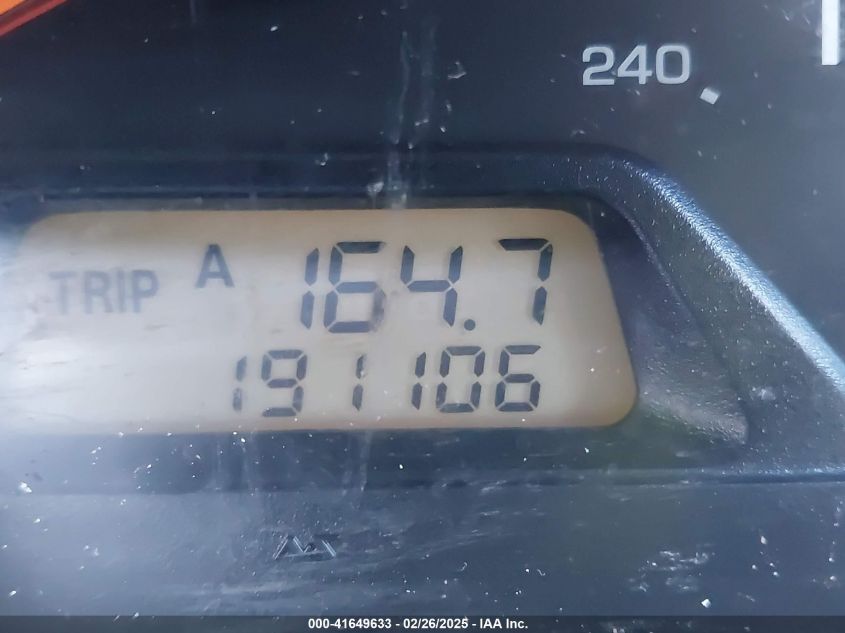 240
TRIP A 164.7
191106
000-41649633 - 02/26/2025 - IAA Inc.